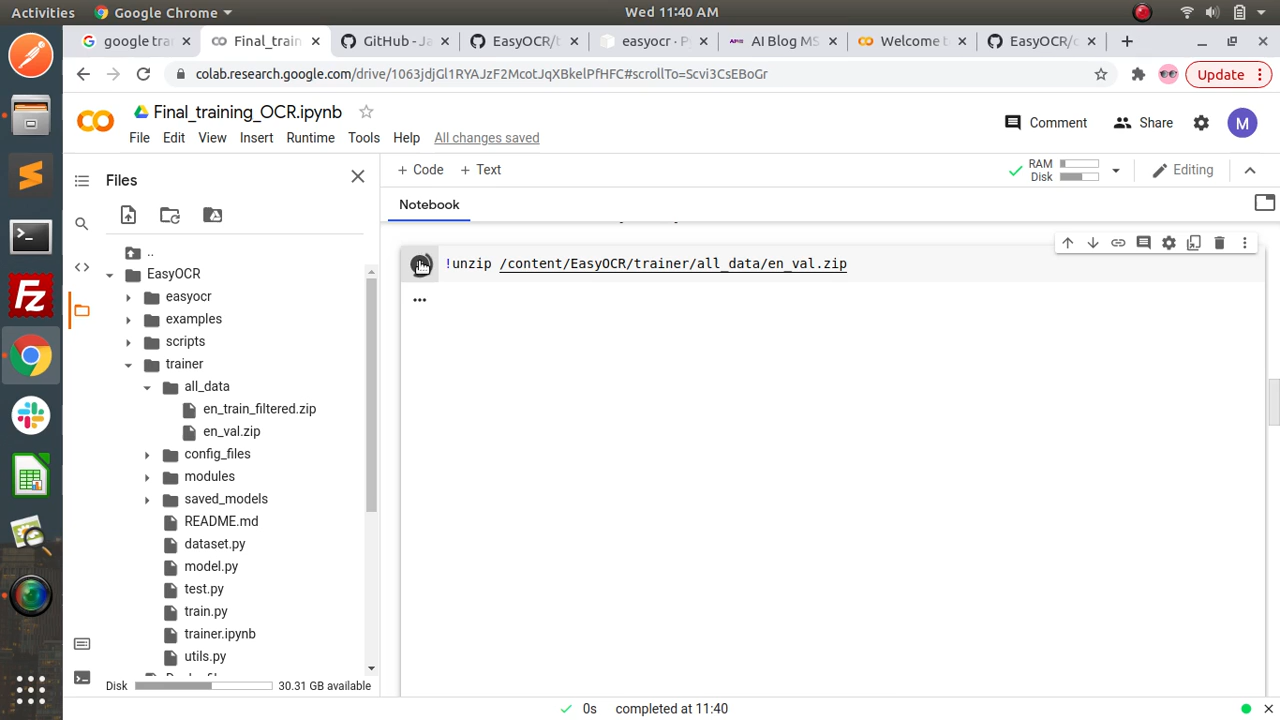 Activities Google Chrome Wed 11:40 AM
google tra Final_train GitHub - Ja EasyOCR/t easyocr · P AI Blog MS Welcome t EasyOCR/c
colab.research.google.com/drive/1063jdjGl1RYAJzF2McotJqXBkelPfHFC#scrollTo=Scvi3CsEBoGr Update
Final_training_OCR.ipynb
Comment Share M
File Edit View Insert Runtime Tools Help All changes saved
Files
+ Code + Text RAM Disk Editing
Notebook
..
EasyOCR
easyocr
examples
scripts
trainer
all_data
en_train_filtered.zip
en_val.zip
config_files
modules
saved_models
README.md
dataset.py
model.py
test.py
train.py
trainer.ipynb
utils.py
Disk 30.31 GB available
!unzip /content/EasyOCR/trainer/all_data/en_val.zip
...
0s completed at 11:40